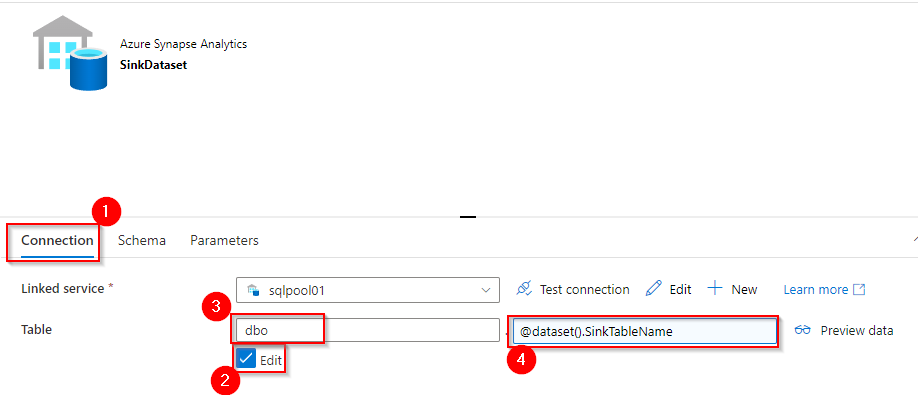 Azure Synapse Analytics
SinkDataset
1
Connection Schema Parameters
Linked service * sqlpool01 Test connection Edit New Learn more
3
Table dbo . @dataset().SinkTableName Preview data
Edit
2 4